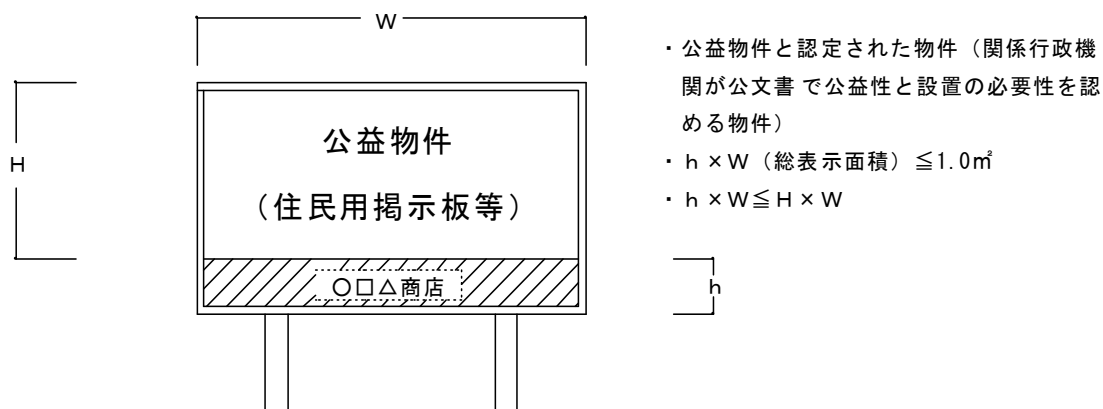 W
H
公益物件
(住民用掲示板等)
○□△商店
h
・公益物件と認定された物件(関係行政機
関が公文書で公益性と設置の必要性を認
める物件)
・h×W(総表示面積)≦1.0㎡
・h×W≦H×W